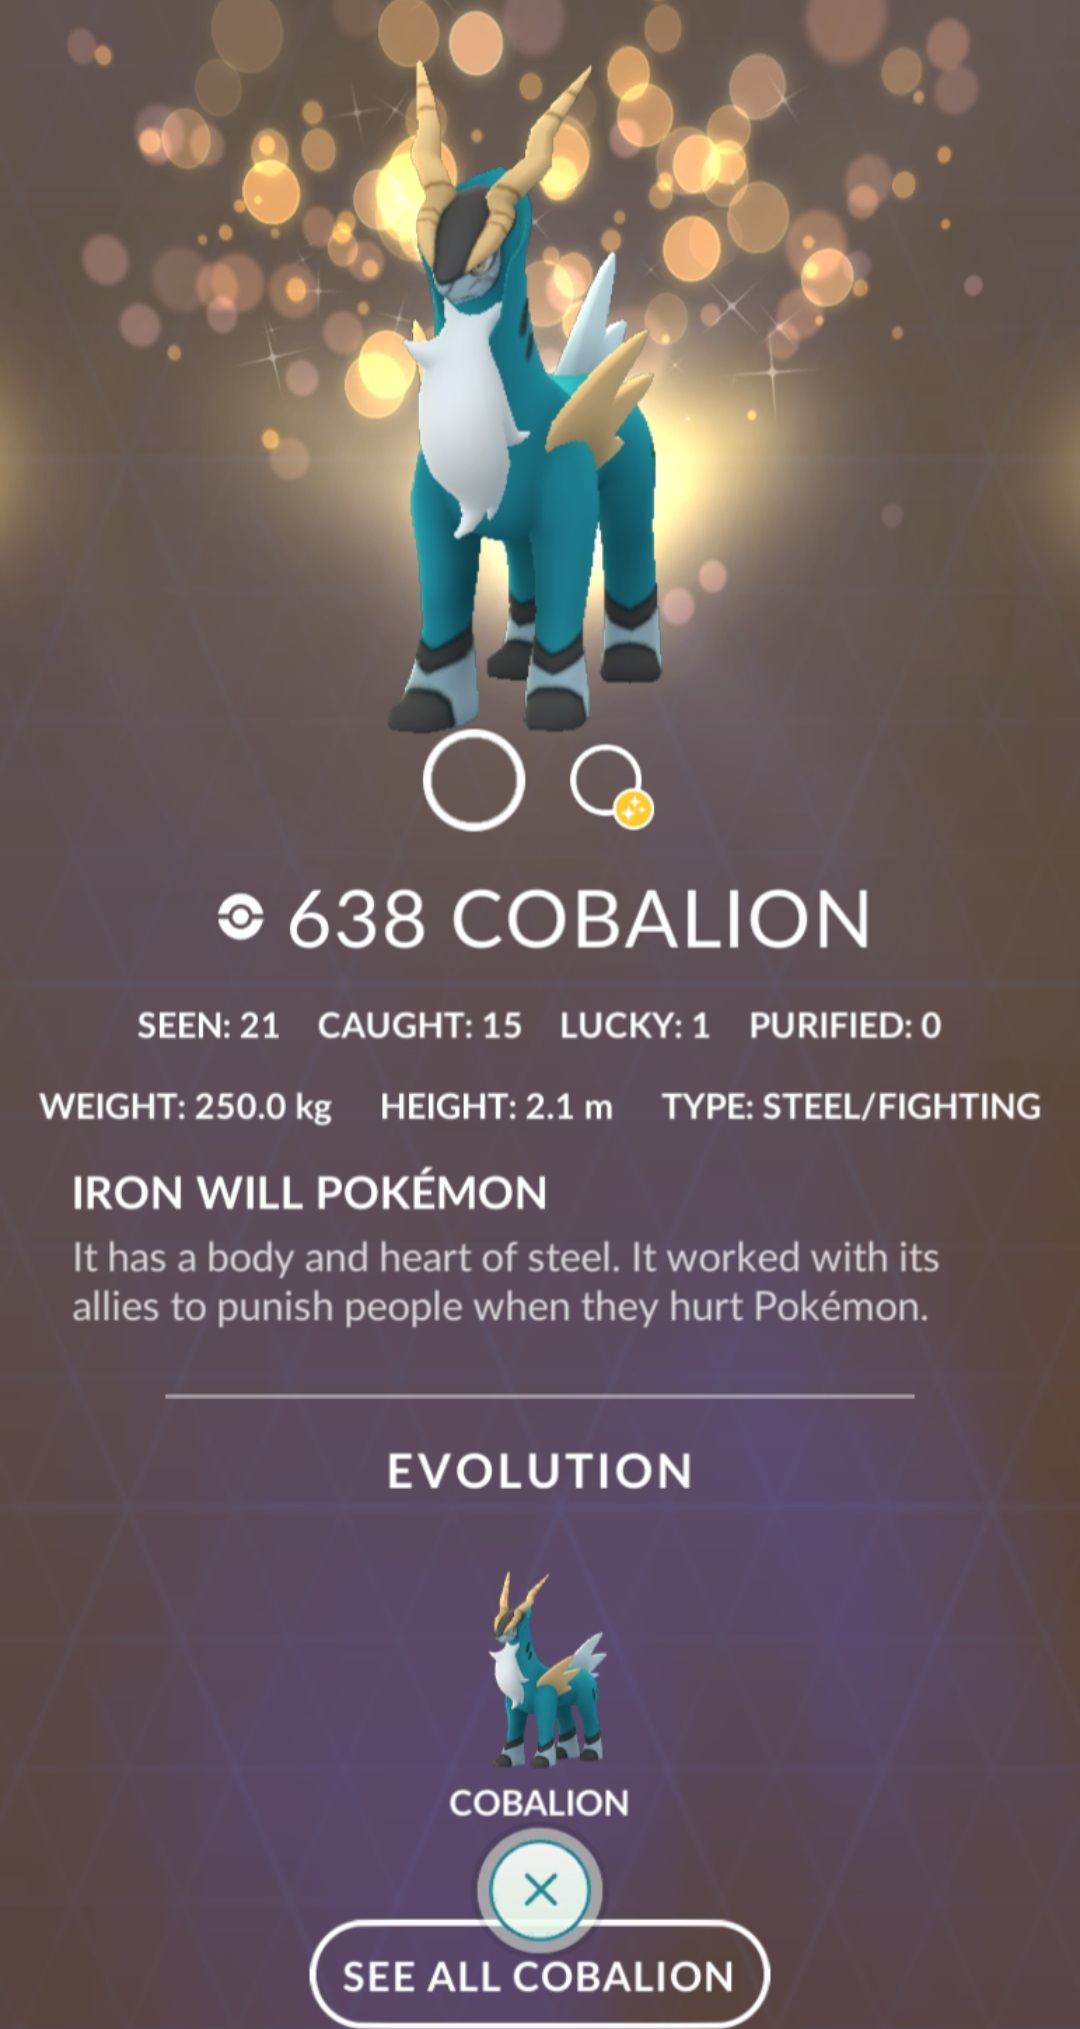 638 COBALION
SEEN: 21 CAUGHT: 15 LUCKY: 1 PURIFIED: 0
WEIGHT: 250.0 kg HEIGHT: 2.1 m TYPE: STEEL/FIGHTING
IRON WILL POKÉMON
It has a body and heart of steel. It worked with its
allies to punish people when they hurt Pokémon.
EVOLUTION
COBALION
SEE ALL COBALION